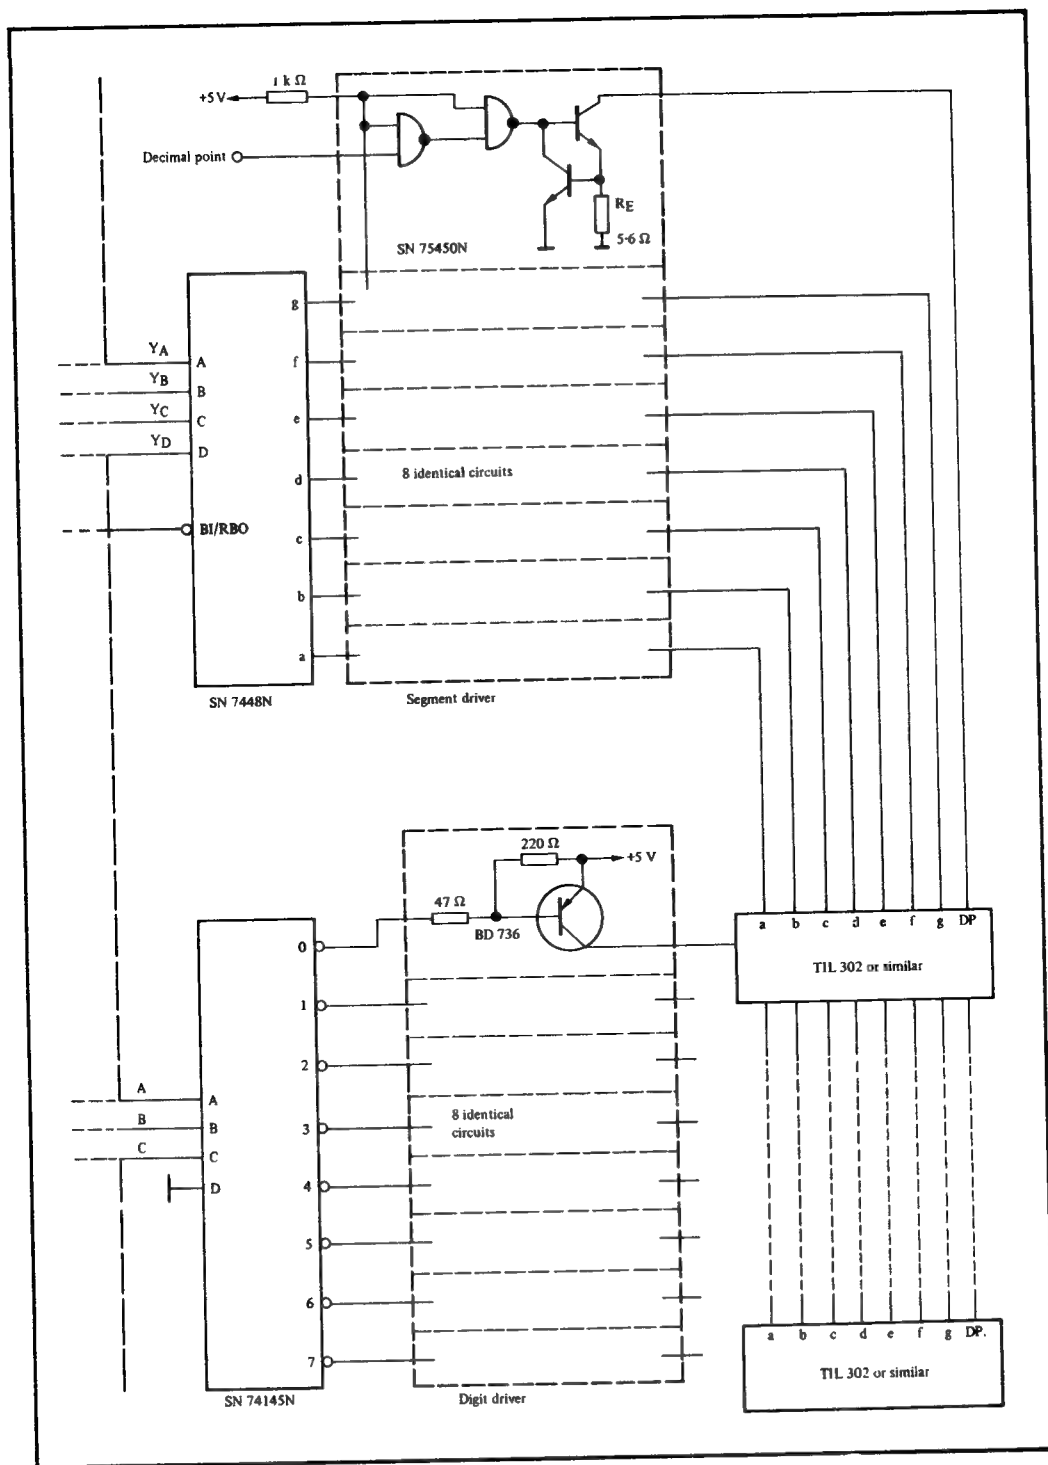 1 k Ω
+5 V
Decimal point
R_E
5·6 Ω
SN 75450N
g
Y_A
A
f
Y_B
B
Y_C
C
e
Y_D
D
d
8 identical circuits
BI/RBO
c
b
a
SN 7448N
Segment driver
220 Ω
+5 V
47 Ω
BD 736
a b c d e f g DP
0
TIL 302 or similar
1
2
A
A
B
B
3
8 identical
circuits
C
C
D
4
5
6
a b c d e f g DP.
7
TIL 302 or similar
SN 74145N
Digit driver